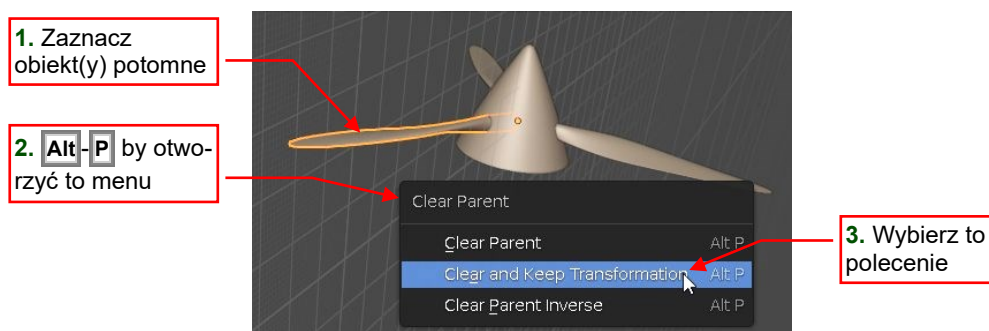 1. Zaznacz
obiekt(y) potomne
2. Alt-P by otwo-
rzyć to menu
Clear Parent
Clear Parent Alt P
Clear and Keep Transformation Alt P
Clear Parent Inverse Alt P
3. Wybierz to
polecenie